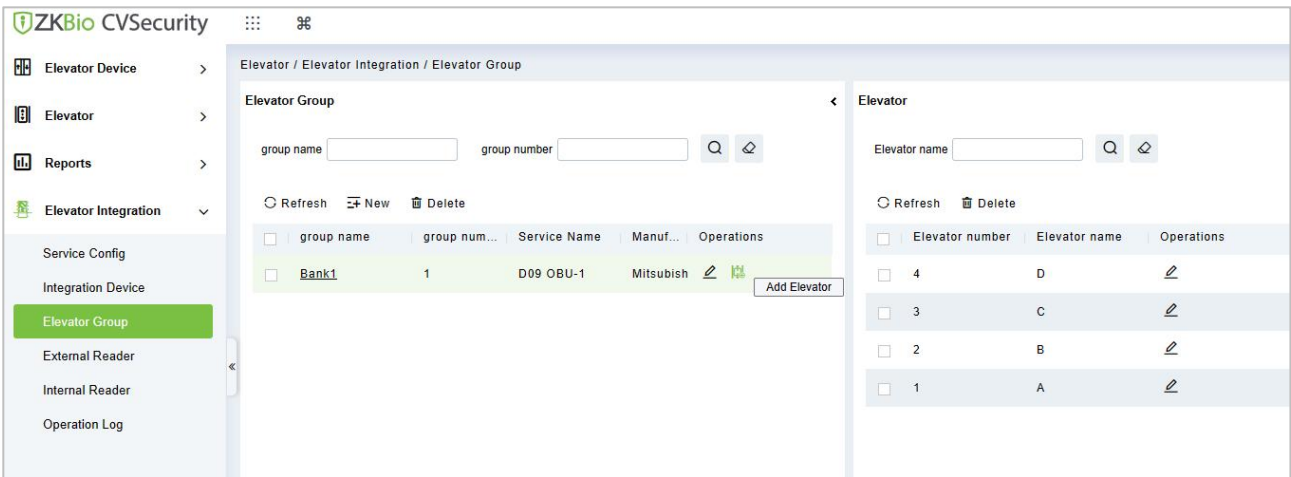 ZKBio CVSecurity
Elevator Device
Elevator
Reports
Elevator Integration
Service Config
Integration Device
Elevator Group
External Reader
Internal Reader
Operation Log
Elevator / Elevator Integration / Elevator Group
Elevator Group
group name
group number
Refresh New Delete
group name group num... Service Name Manuf... Operations
Bank1 1 D09 OBU-1 Mitsubish
Add Elevator
Elevator
Elevator name
Refresh Delete
Elevator number Elevator name Operations
4 D
3 C
2 B
1 A